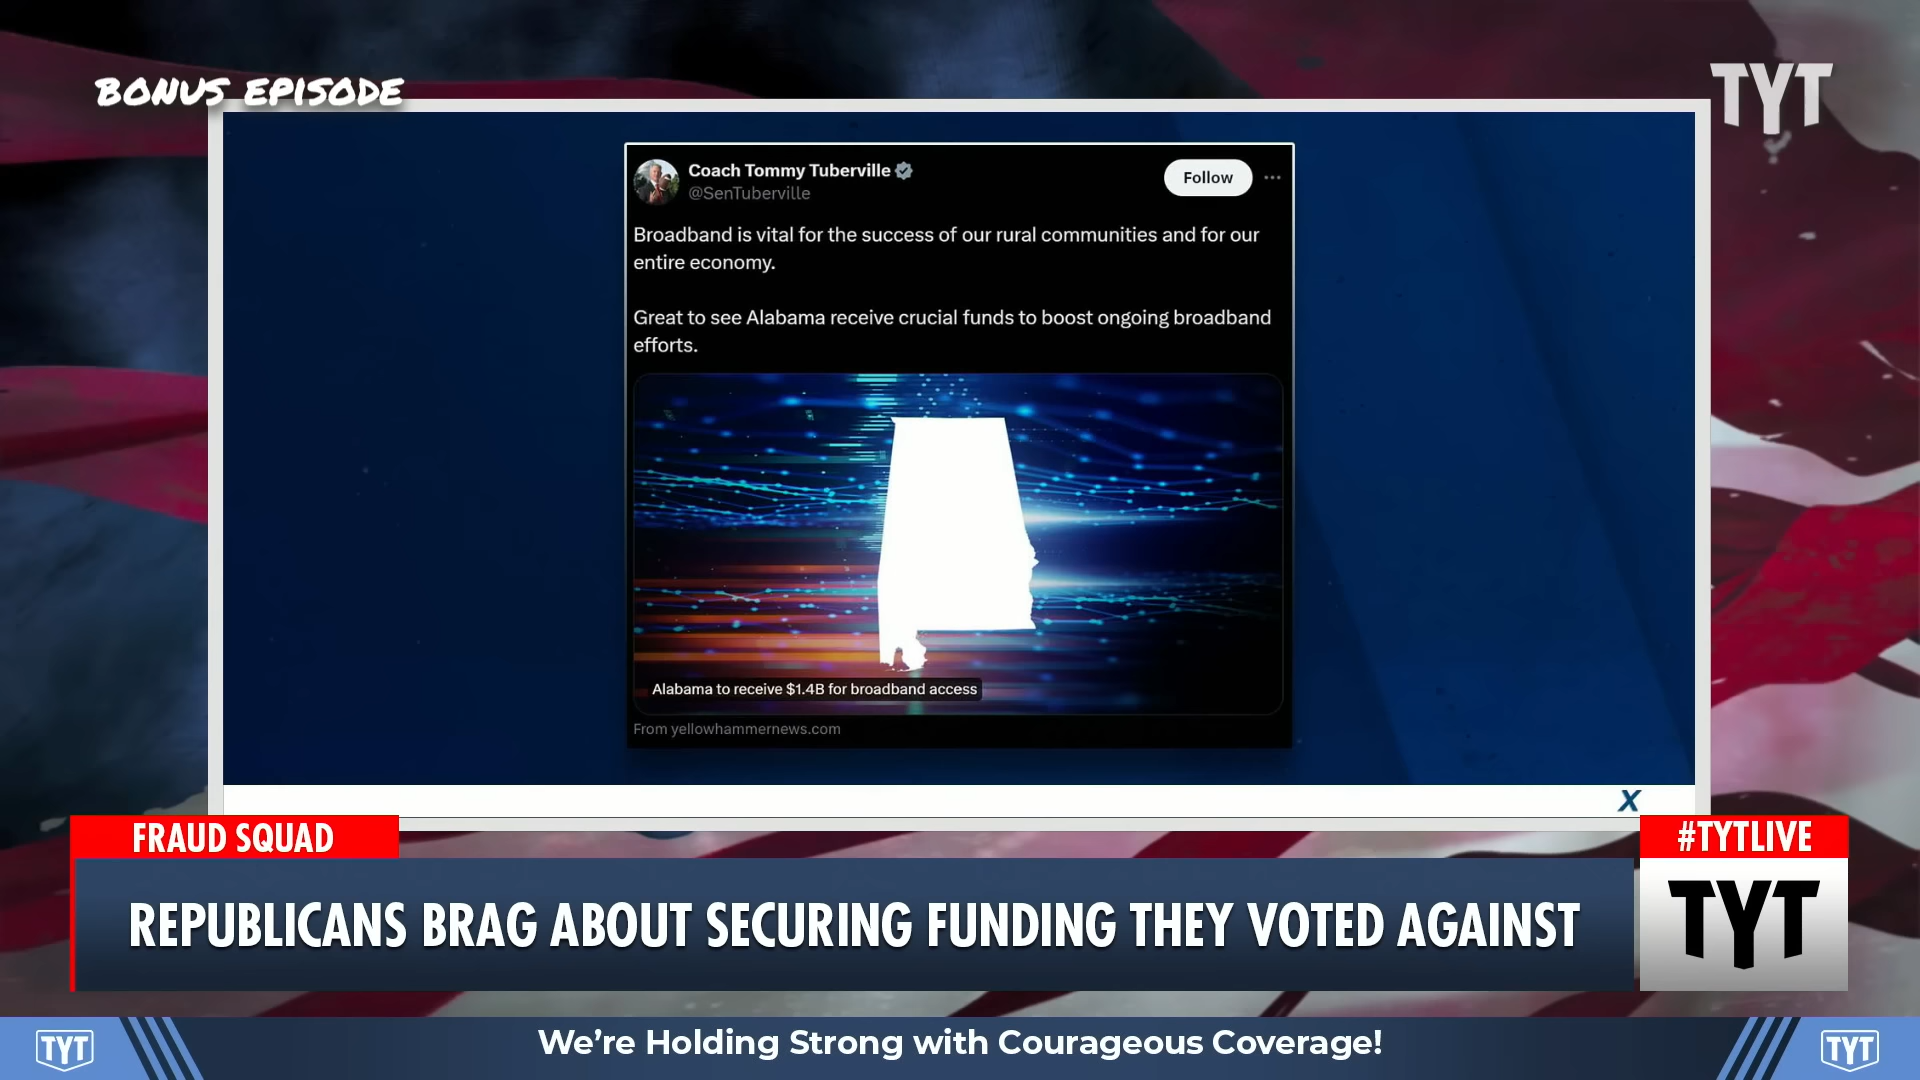 BONUS EPISODE
TYT
Coach Tommy Tuberville
@SenTuberville
Follow
Broadband is vital for the success of our rural communities and for our
entire economy.
Great to see Alabama receive crucial funds to boost ongoing broadband
efforts.
Alabama to receive $1.4B for broadband access
From yellowhammernews.com
X
FRAUD SQUAD
#TYTLIVE
REPUBLICANS BRAG ABOUT SECURING FUNDING THEY VOTED AGAINST
TYT
TYT
We're Holding Strong with Courageous Coverage!
TYT